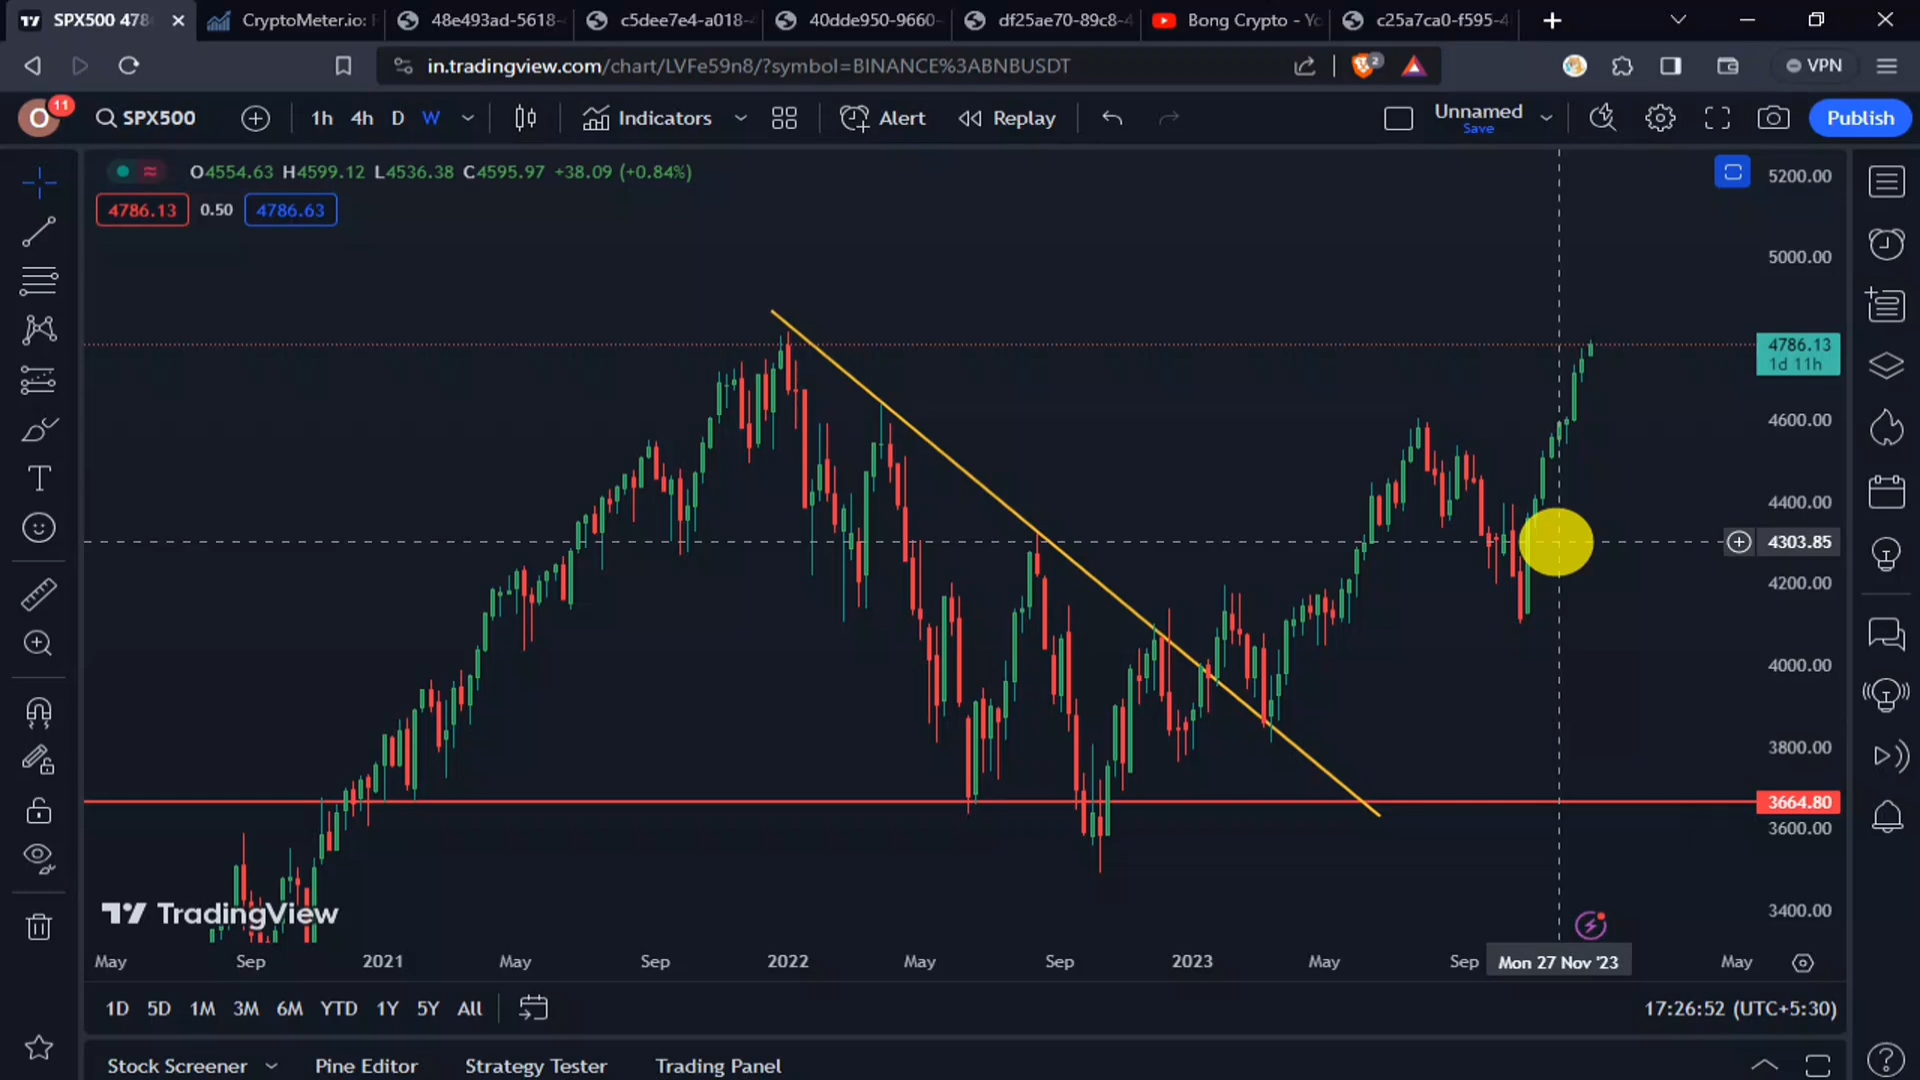 SPX500 478
CryptoMeter.io:
48e493ad-5618-
c5dee7e4-a018-
40dde950-9660-
df25ae70-89c8-4
Bong Crypto - Yo
c25a7ca0-f595-4
in.tradingview.com/chart/LVFe59n8/?symbol=BINANCE%3ABNBUSDT
2
VPN
O
11
SPX500
1h
4h
D
W
Indicators
Alert
Replay
Unnamed
Save
Publish
O4554.63 H4599.12 L4536.38 C4595.97 +38.09 (+0.84%)
4786.13
0.50
4786.63
5200.00
5000.00
4786.13
1d 11h
4600.00
4400.00
4303.85
4200.00
4000.00
3800.00
3664.80
3600.00
3400.00
TradingView
May
Sep
2021
May
Sep
2022
May
Sep
2023
May
Sep
Mon 27 Nov '23
May
1D
5D
1M
3M
6M
YTD
1Y
5Y
All
17:26:52 (UTC+5:30)
Stock Screener
Pine Editor
Strategy Tester
Trading Panel